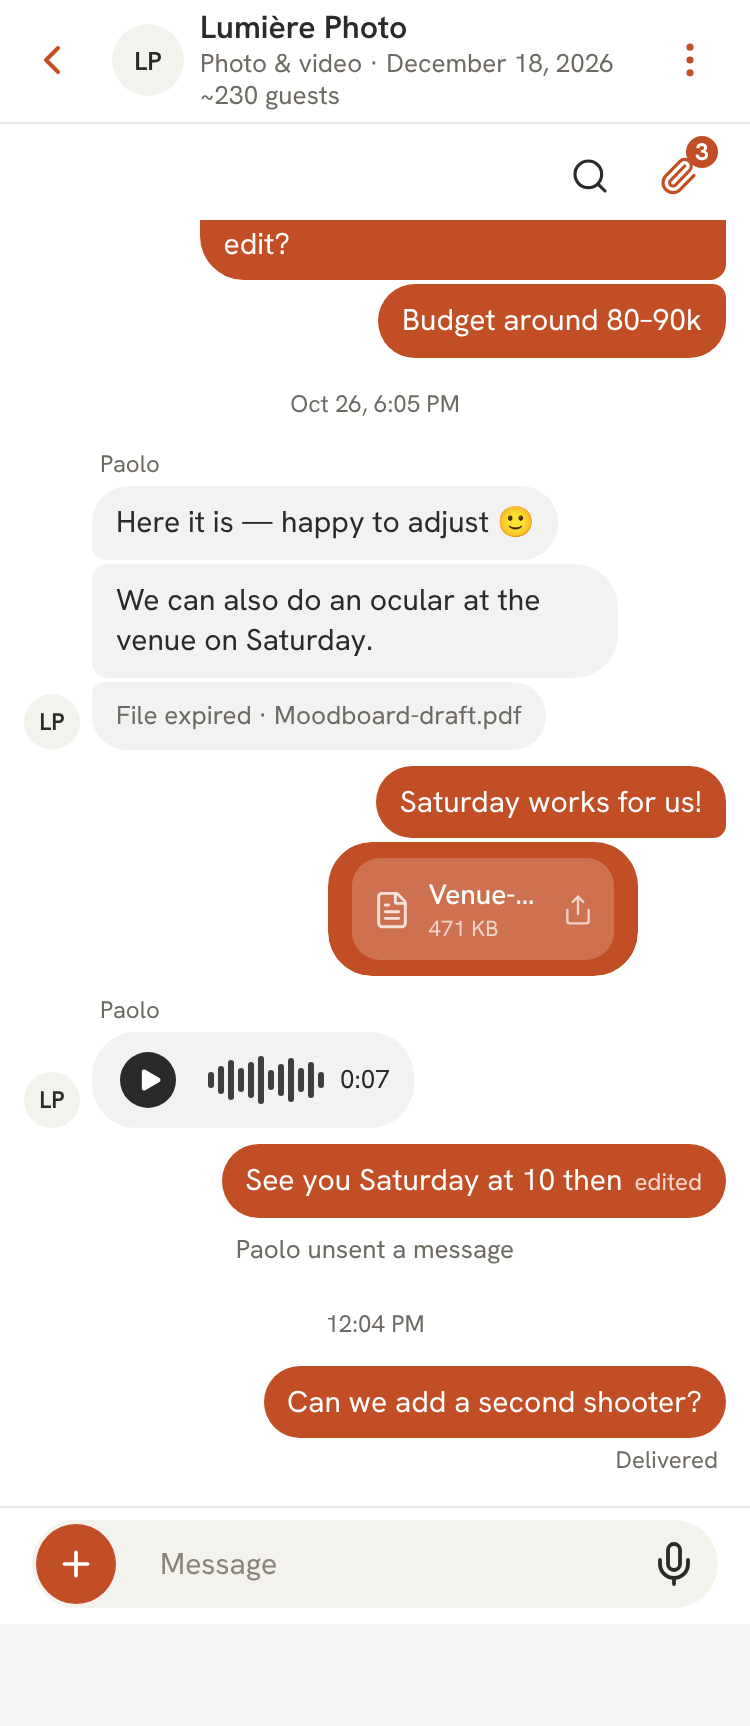 Lumière Photo
LP
Photo & video · December 18, 2026
~230 guests
3
edit?
Budget around 80–90k
Oct 26, 6:05 PM
Paolo
Here it is — happy to adjust 🙂
We can also do an ocular at the
venue on Saturday.
LP
File expired · Moodboard-draft.pdf
Saturday works for us!
Venue-...
471 KB
Paolo
LP
0:07
See you Saturday at 10 then edited
Paolo unsent a message
12:04 PM
Can we add a second shooter?
Delivered
Message